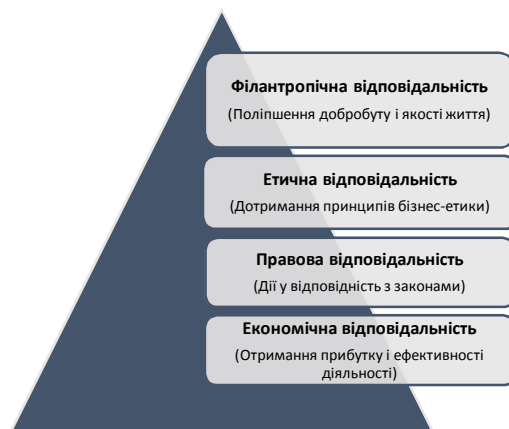 Філантропічна відповідальність
(Поліпшення добробуту і якості життя)
Етична відповідальність
(Дотримання принципів бізнес-етики)
Правова відповідальність
(Дії у відповідність з законами)
Економічна відповідальність
(Отримання прибутку і ефективності
діяльності)